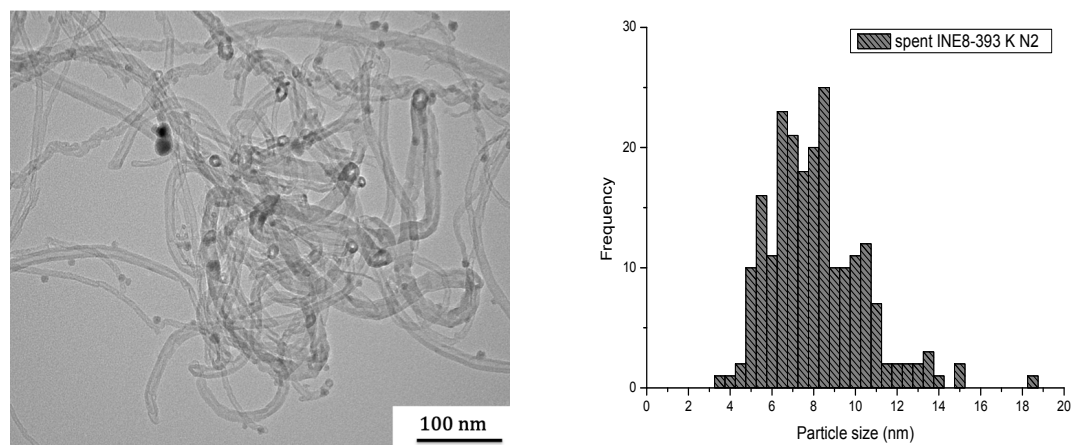 100 nm
spent INE8-393 K N2
Frequency
30
20
10
0
0 2 4 6 8 10 12 14 16 18 20
Particle size (nm)